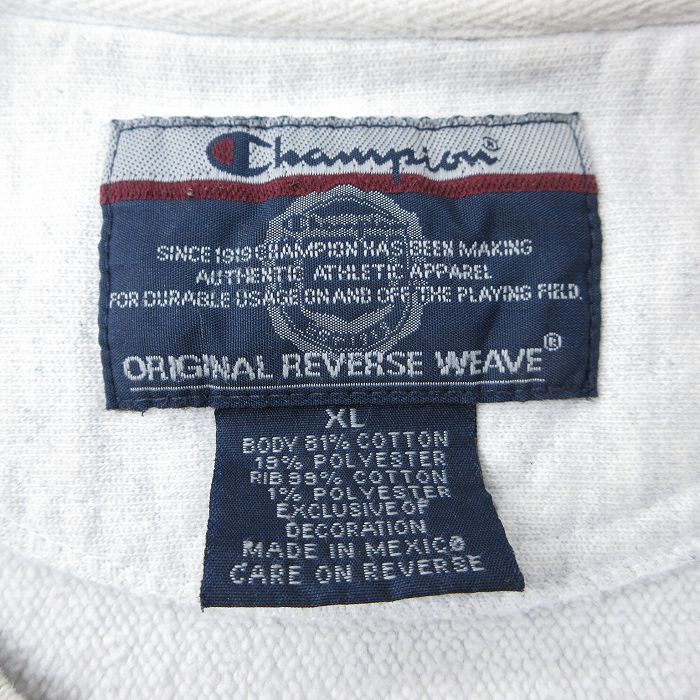 Champion®
Champion
SINCE 1919 CHAMPION HAS BEEN MAKING
AUTHENTIC ATHLETIC APPAREL
FOR DURABLE USAGE ON AND OFF THE PLAYING FIELD.
ORIGINAL REVERSE WEAVE®
XL
BODY 81% COTTON
19% POLYESTER
RIB 99% COTTON
1% POLYESTER
EXCLUSIVE OF
DECORATION
MADE IN MEXICO
CARE ON REVERSE